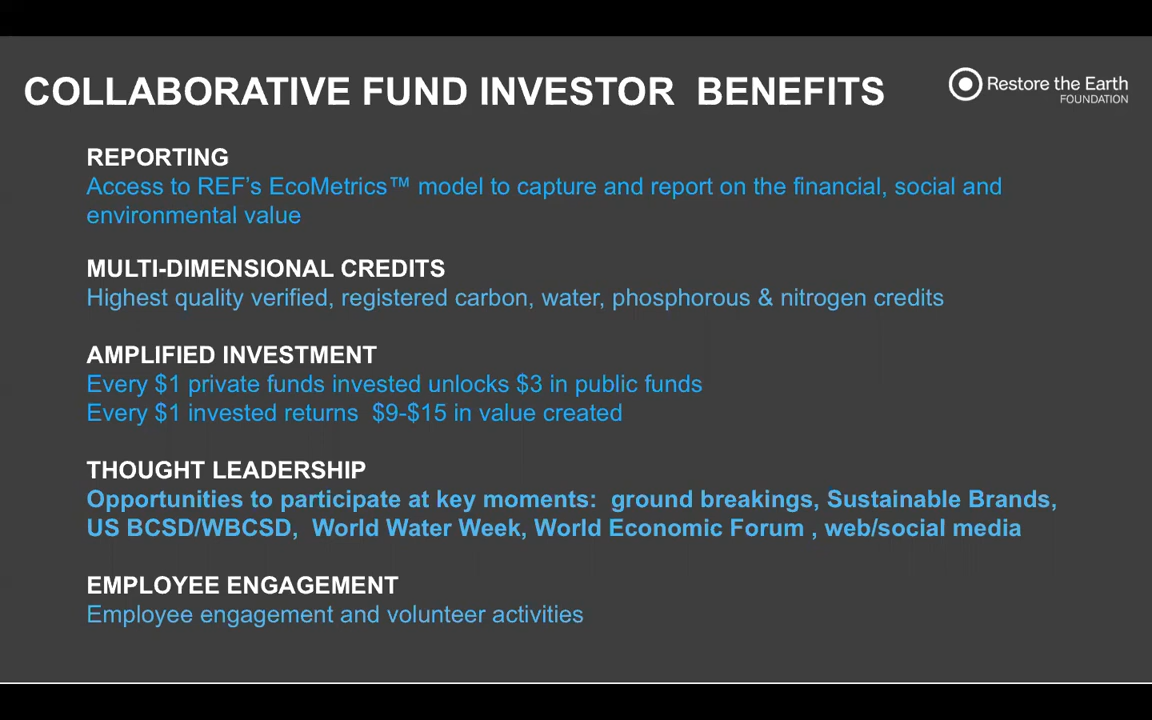 COLLABORATIVE FUND INVESTOR  BENEFITS
Restore the Earth
FOUNDATION
REPORTING
Access to REF's EcoMetrics™ model to capture and report on the financial, social and
environmental value
MULTI-DIMENSIONAL CREDITS
Highest quality verified, registered carbon, water, phosphorous & nitrogen credits
AMPLIFIED INVESTMENT
Every $1 private funds invested unlocks $3 in public funds
Every $1 invested returns  $9-$15 in value created
THOUGHT LEADERSHIP
Opportunities to participate at key moments:  ground breakings, Sustainable Brands,
US BCSD/WBCSD,  World Water Week, World Economic Forum , web/social media
EMPLOYEE ENGAGEMENT
Employee engagement and volunteer activities